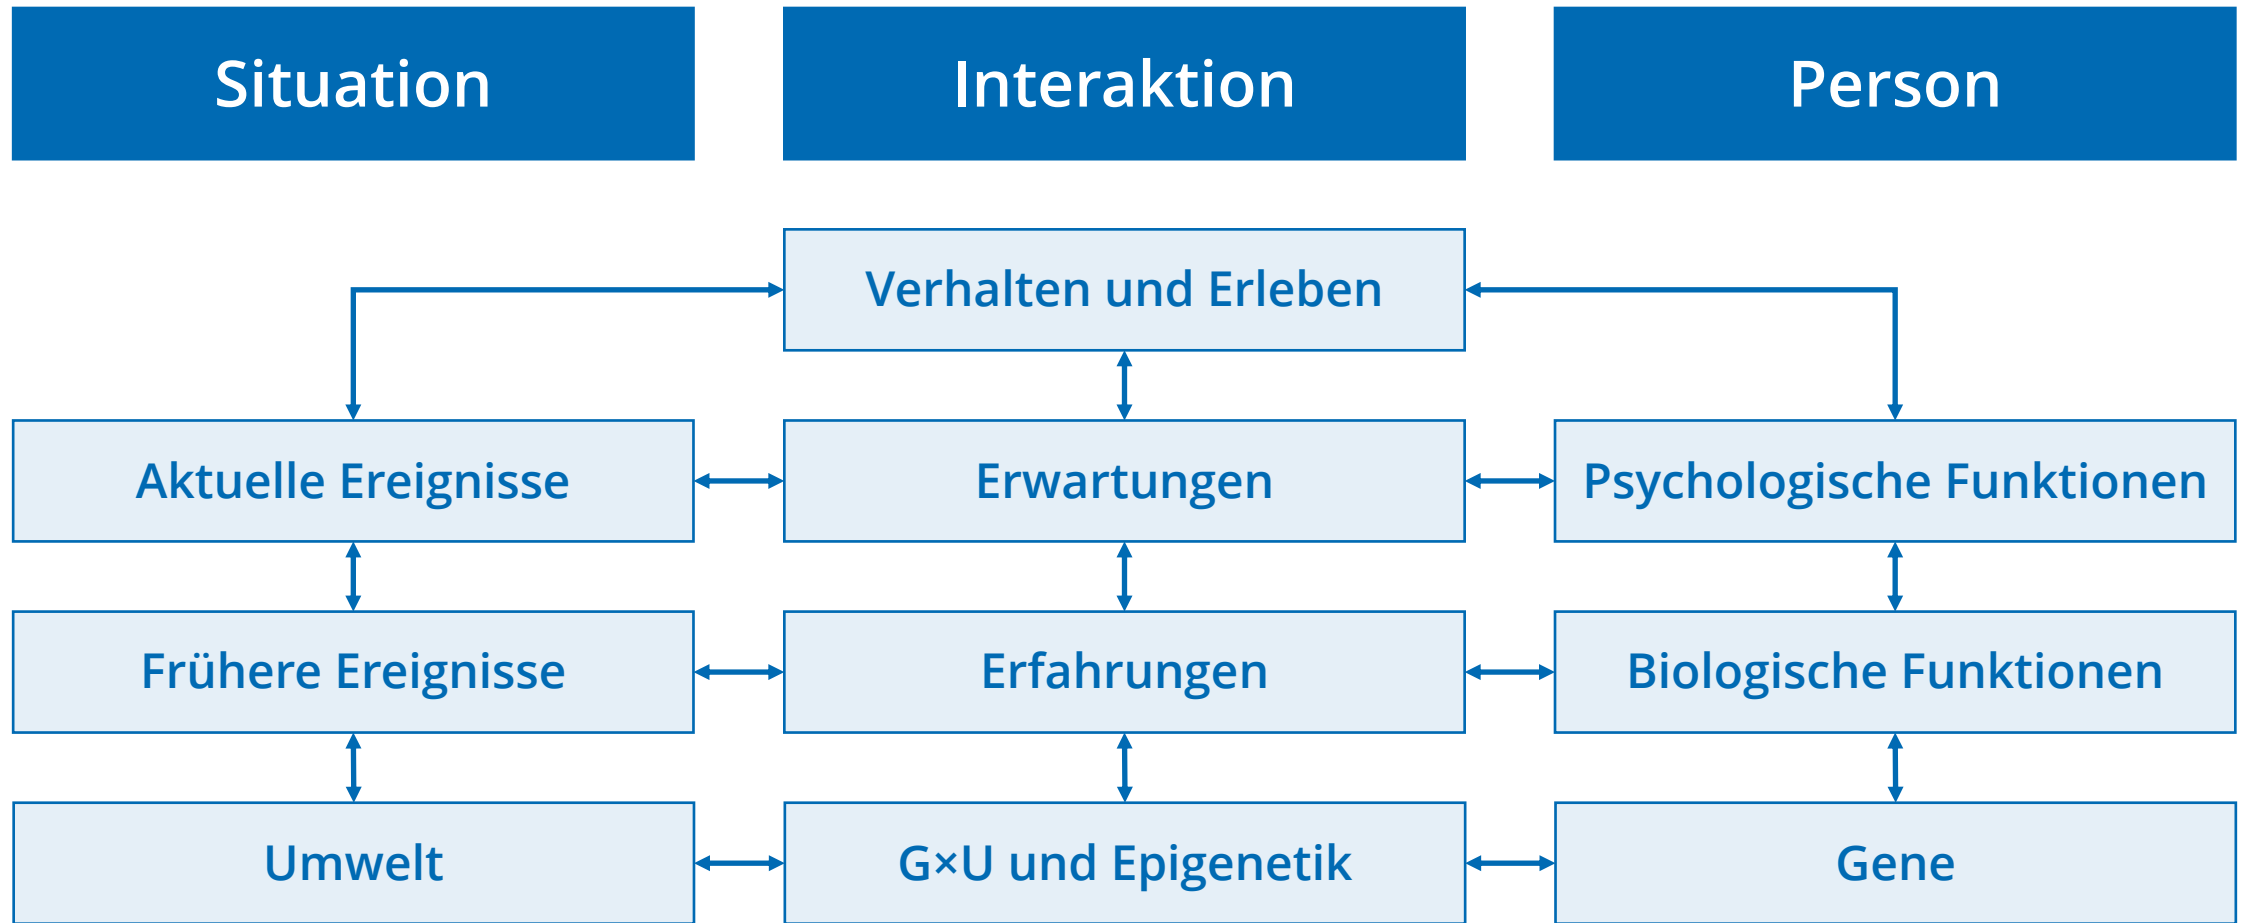 Situation
Interaktion
Person
Verhalten und Erleben
Aktuelle Ereignisse
Erwartungen
Psychologische Funktionen
Frühere Ereignisse
Erfahrungen
Biologische Funktionen
Umwelt
G×U und Epigenetik
Gene